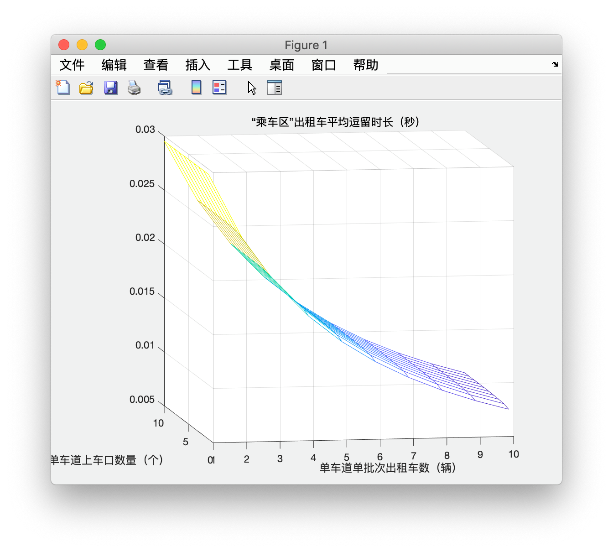 Figure 1
文件 编辑 查看 插入 工具 桌面 窗口 帮助
"乘车区"出租车平均逗留时长（秒）
0.03
0.025
0.02
0.015
0.01
0.005
10
5
0
1 2 3 4 5 6 7 8 9 10
单车道上车口数量（个）
单车道单批次出租车数（辆）